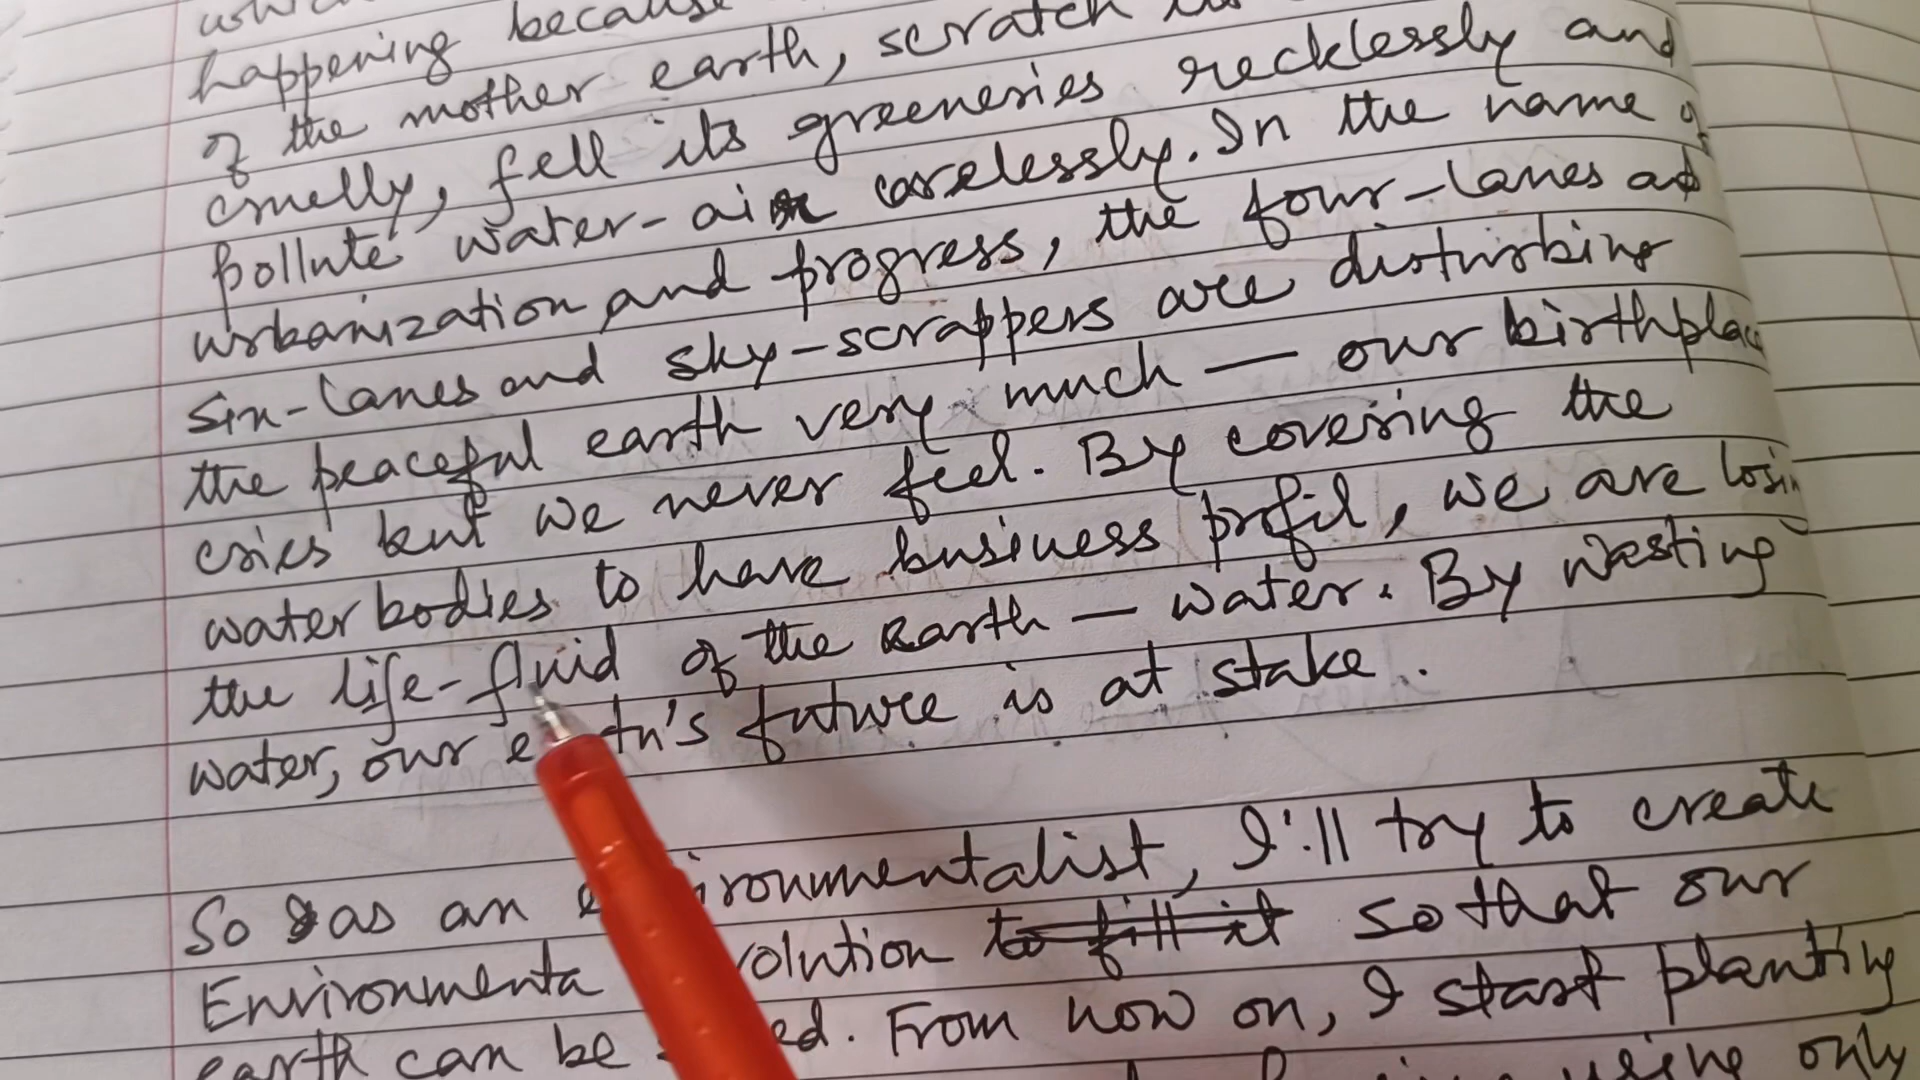 happening because
of the mother earth, scratch
cruelly, fell its greeneries recklessly and
pollute water-air carelessly. In the name of
urbanization and progress, the four-lanes and
six-lanes and sky-scrappers are disturbing
the peaceful earth very much — our birthplace
cries but we never feel. By covering the
water bodies to have business profit, we are losin
the life-fluid of the earth — water. By wasting
water, our earth's future is at stake.
So as an environmentalist, I'll try to create
Environmenta volution to fill it so that our
earth can be ed. From now on, I start planting
using only